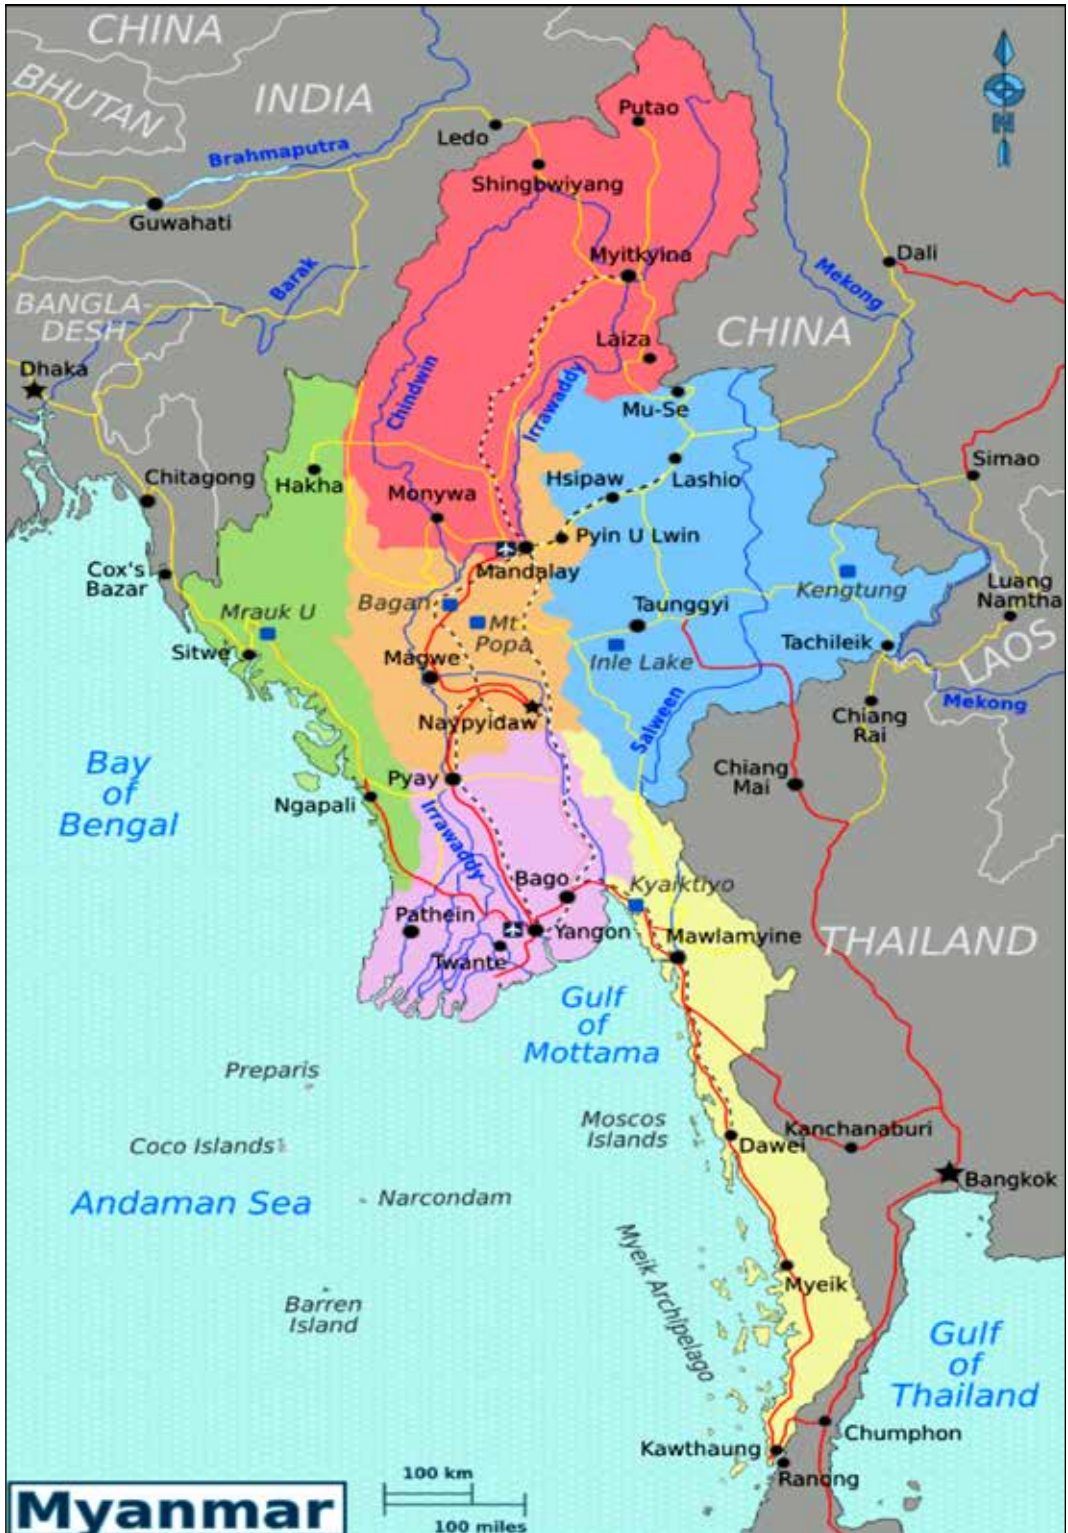 CHINA
BHUTAN
INDIA
Putao
Ledo
Brahmaputra
Shingbwiyang
Guwahati
N
Myitkyina
Dali
Barak
Mekong
BANGLA-
DESH
CHINA
Laiza
Dhaka
Chindwin
Irrawaddy
Mu-Se
Simao
Chitagong
Hakha
Monywa
Hsipaw
Lashio
Pyin U Lwin
Mandalay
Cox's
Bazar
Bagan
Kengtung
Luang
Namtha
Mrauk U
Taunggyi
Mt
Popa
Sitwe
Magwe
Inle Lake
Tachileik
LAOS
Naypyidaw
Salween
Mekong
Chiang
Rai
Bay
of
Bengal
Pyay
Chiang
Mai
Ngapali
Irrawaddy
Bago
Kyaiktiyo
Pathein
Yangon
Mawlamyine
THAILAND
Twante
Gulf
of
Mottama
Preparis
Moscos
Islands
Coco Islands
Dawei
Kanchanaburi
Bangkok
Andaman Sea
Narcondam
Myeik Archipelago
Myeik
Barren
Island
Gulf
of
Thailand
Chumphon
Kawthaung
Ranong
100 km
100 miles
Myanmar